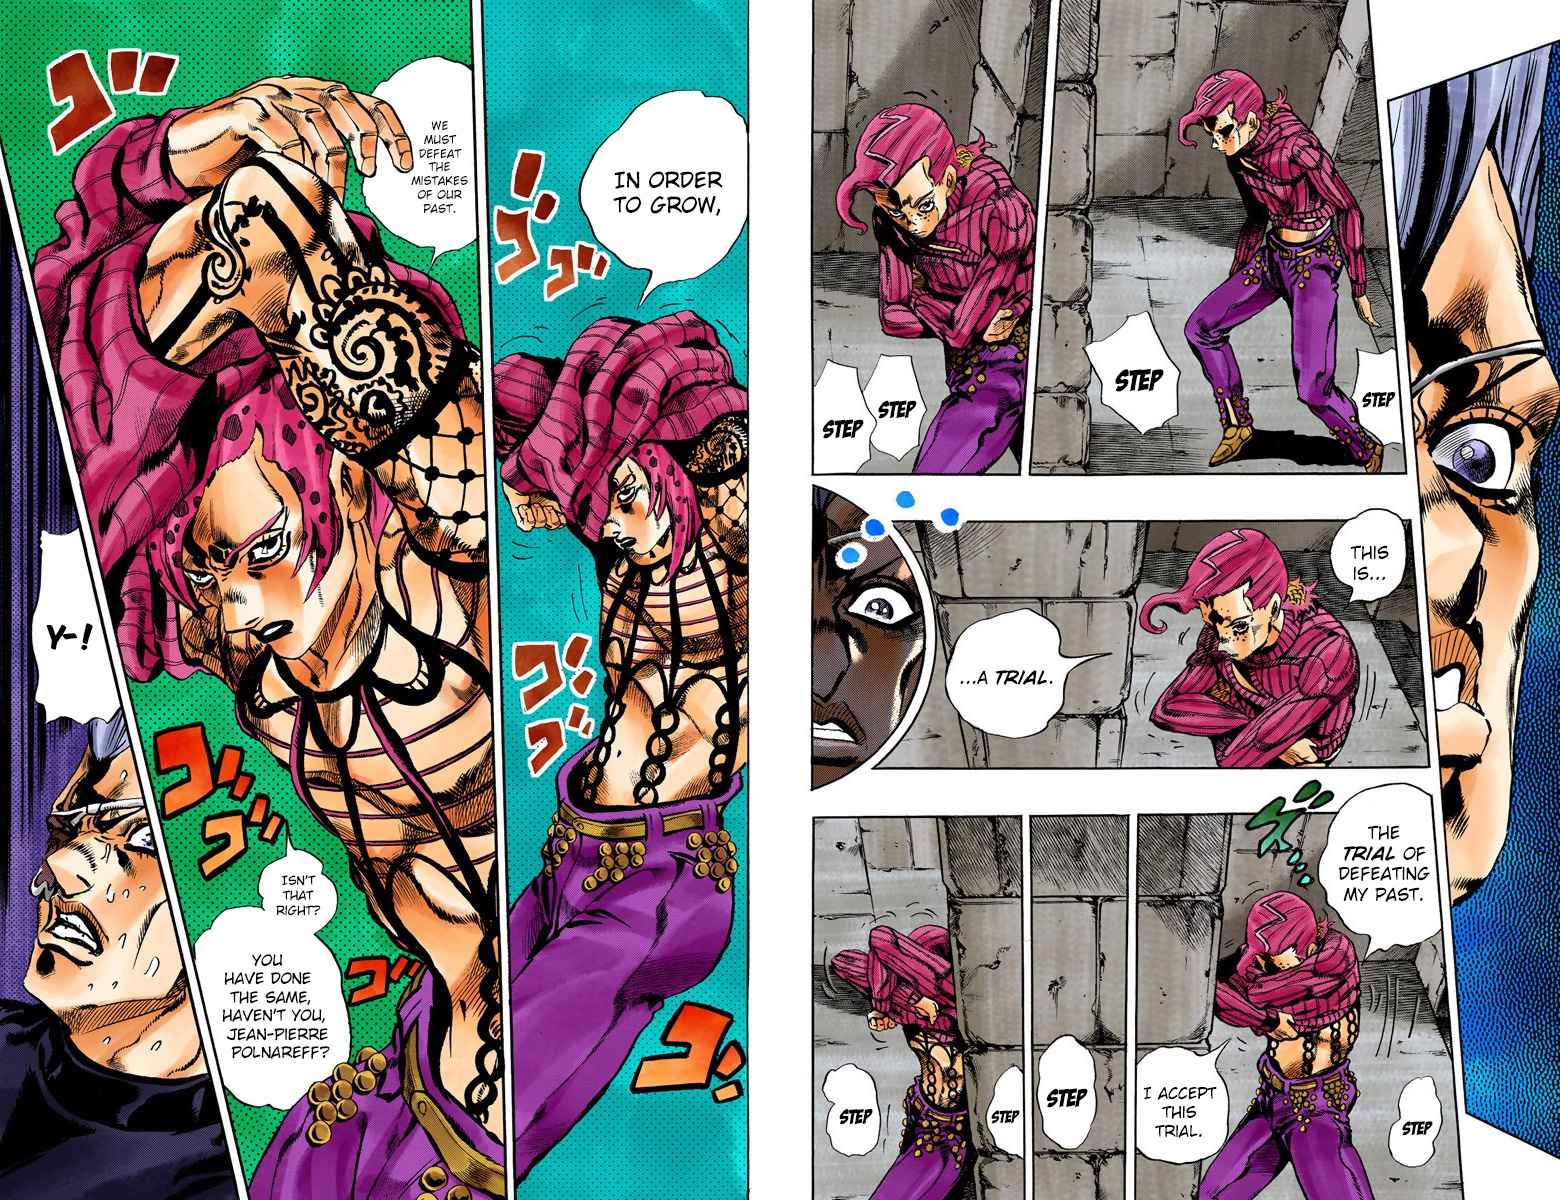 STEP
STEP
STEP
STEP
THIS
IS...
...A TRIAL.
THE
TRIAL OF
DEFEATING
MY PAST.
I ACCEPT
THIS
TRIAL.
STEP
STEP
STEP
STEP
IN ORDER
TO GROW,
ゴゴゴ
ゴゴ
ゴ
WE
MUST
DEFEAT
THE
MISTAKES
OF OUR
PAST.
ゴゴ
ゴゴ
ゴ
ISN'T
THAT
RIGHT?
YOU
HAVE DONE
THE SAME,
HAVEN'T YOU,
JEAN-PIERRE
POLNAREFF?
Y-!